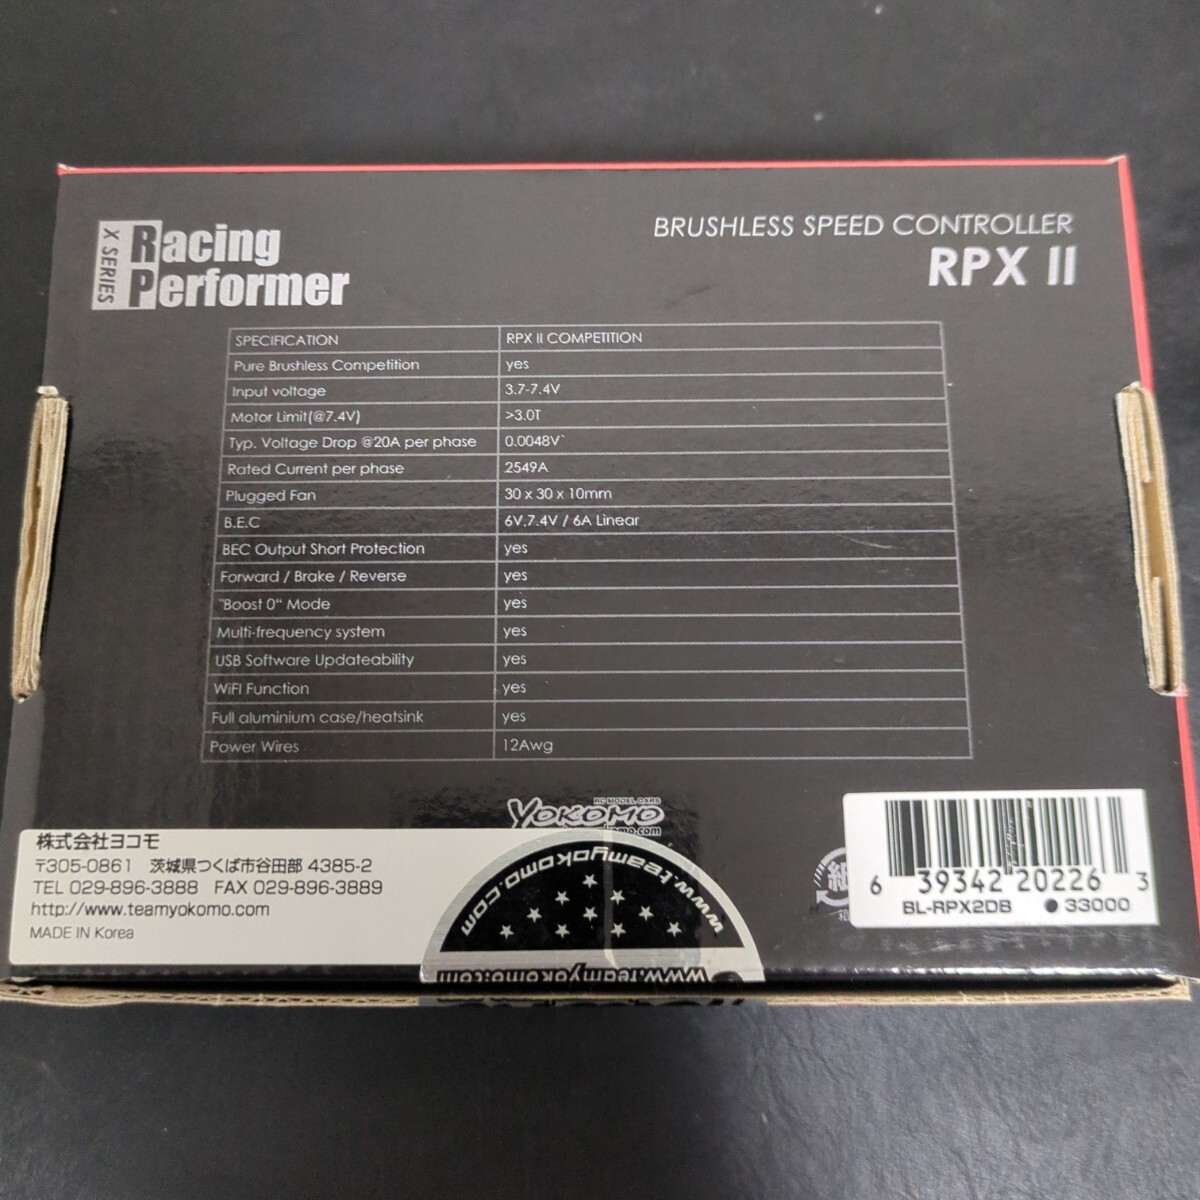 X SERIES
Racing
Performer
BRUSHLESS SPEED CONTROLLER
RPX II
SPECIFICATION RPX II COMPETITION
Pure Brushless Competition yes
Input voltage 3.7-7.4V
Motor Limit(@7.4V) >3.0T
Typ. Voltage Drop @20A per phase 0.0048V`
Rated Current per phase 2549A
Plugged Fan 30 x 30 x 10mm
B.E.C 6V,7.4V / 6A Linear
BEC Output Short Protection yes
Forward / Brake / Reverse yes
"Boost 0" Mode yes
Multi-frequency system yes
USB Software Updateability yes
WiFI Function yes
Full aluminium case/heatsink yes
Power Wires 12Awg
RC MODEL CARS
YOKOMO
株式会社ヨコモ
〒305-0861 茨城県つくば市谷田部 4385-2
TEL 029-896-3888 FAX 029-896-3889
http://www.teamyokomo.com
MADE IN Korea
www.teamyokomo.com
www.teamyokomo.com
6 39342 20226 3
BL-RPX2DB ●33000